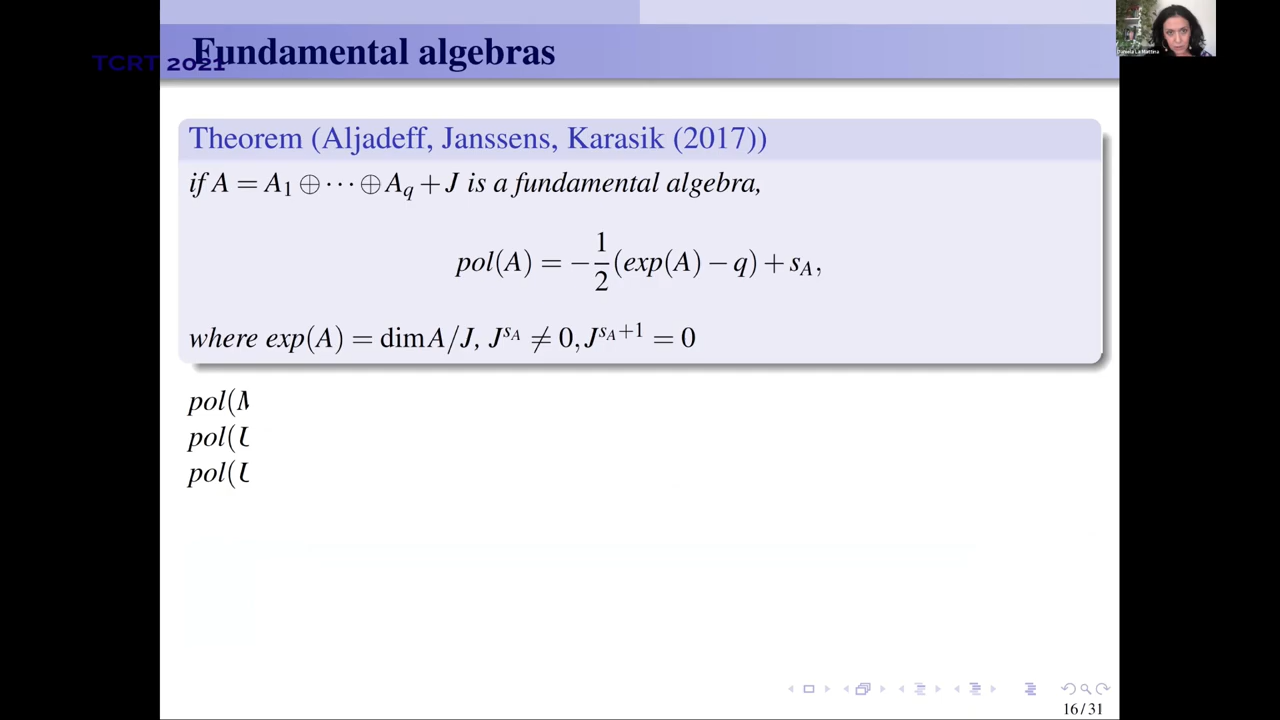 TCRT 2021
Fundamental algebras
Theorem (Aljadeff, Janssens, Karasik (2017))
if A = A₁ ⊕ ⋯ ⊕ A_q + J is a fundamental algebra,
pol(A) = −1/2(exp(A) − q) + s_A,
where exp(A) = dim A/J, J^{s_A} ≠ 0, J^{s_A+1} = 0
pol(
pol(
pol(
16/31